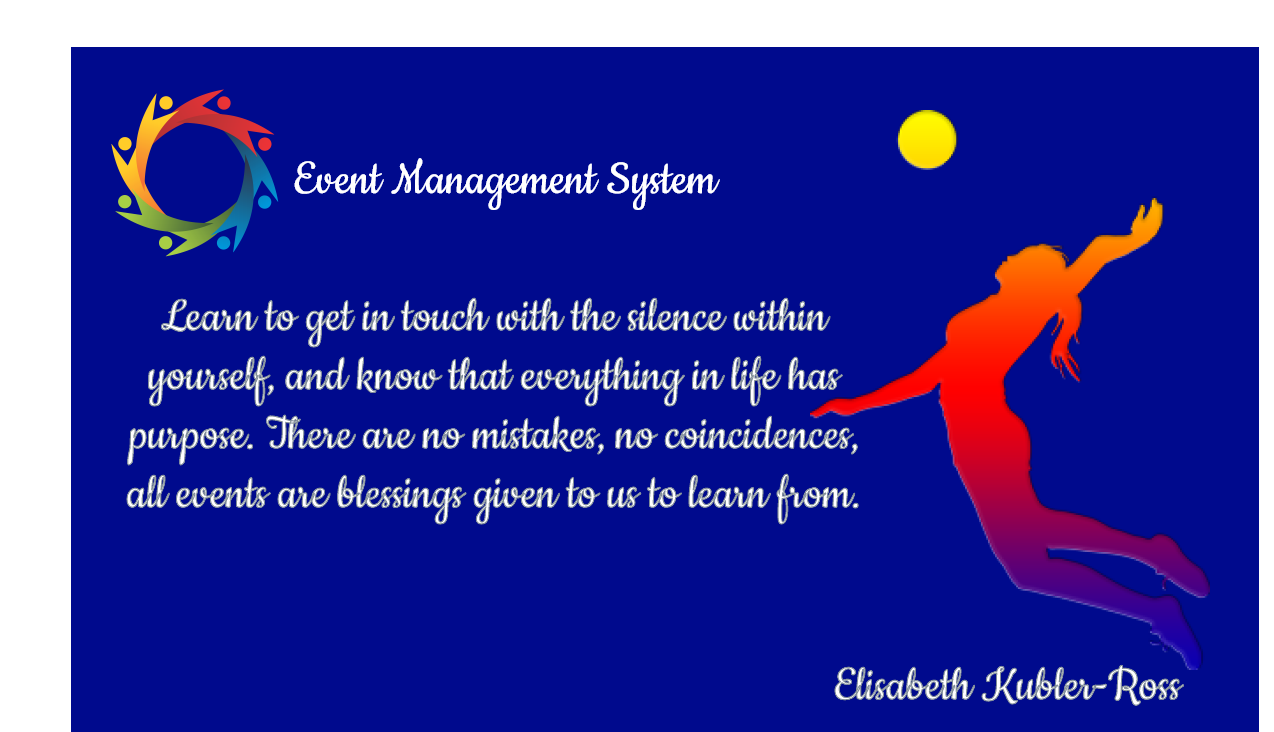 Event Management System
Learn to get in touch with the silence within
yourself, and know that everything in life has
purpose. There are no mistakes, no coincidences,
all events are blessings given to us to learn from.
Elisabeth Kubler-Ross